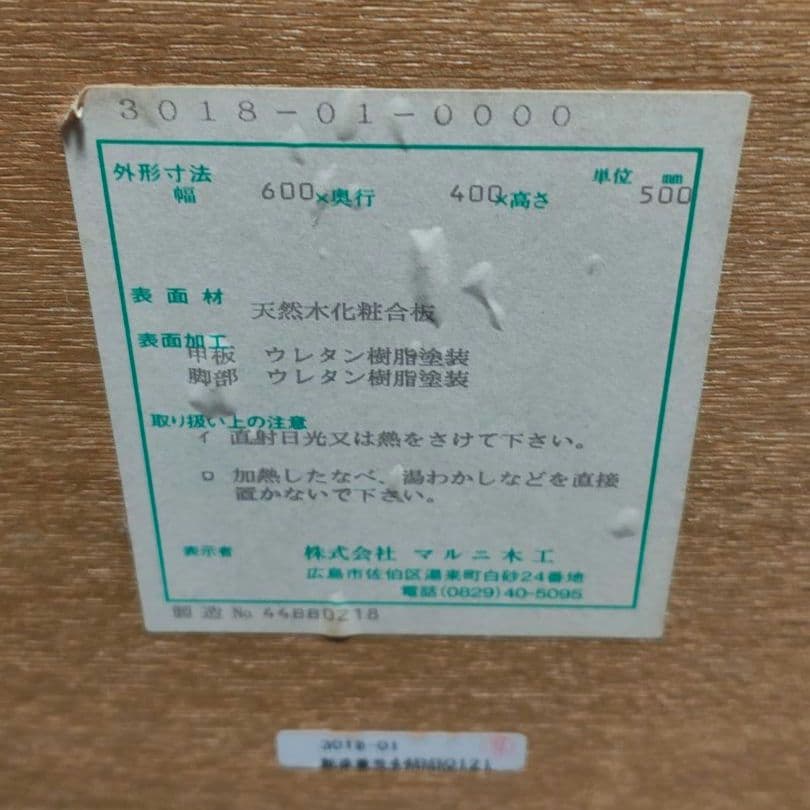 3018-01-0000
外形寸法 単位 mm
幅 600×奥行 400×高さ 500
表面材
天然木化粧合板
表面加工
甲板 ウレタン樹脂塗装
脚部 ウレタン樹脂塗装
取り扱い上の注意
イ 直射日光又は熱をさけて下さい。
ロ 加熱したなべ、湯わかしなどを直接
置かないで下さい。
表示者 株式会社 マルニ木工
広島市佐伯区湯来町白砂24番地
電話(0829)40-5095
No. 44BB0218
3018-01